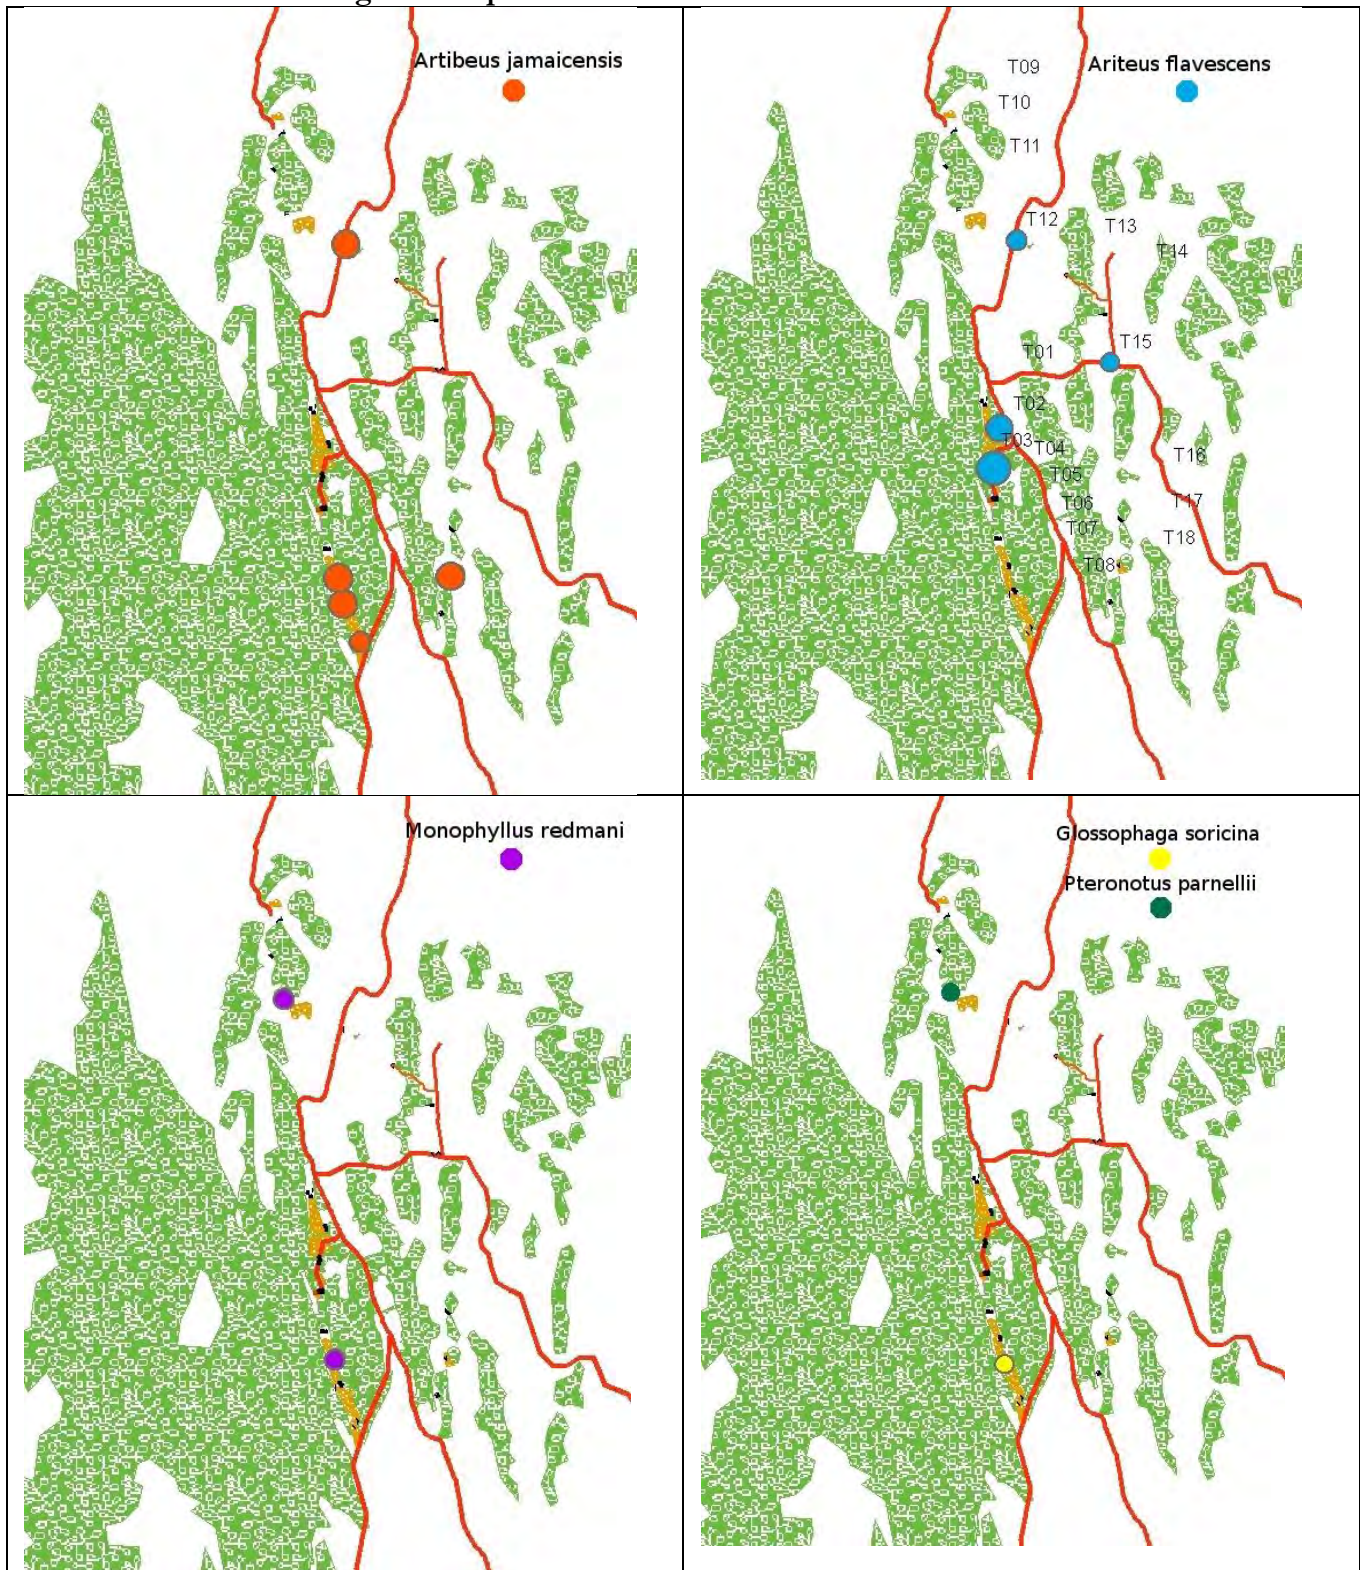 Artibeus jamaicensis
Ariteus flavescens
T09
T10
T11
T12
T13
T14
T15
T01
T02
T03
T04
T05
T06
T07
T08
T16
T17
T18
Monophyllus redmani
Glossophaga soricina
Pteronotus parnellii